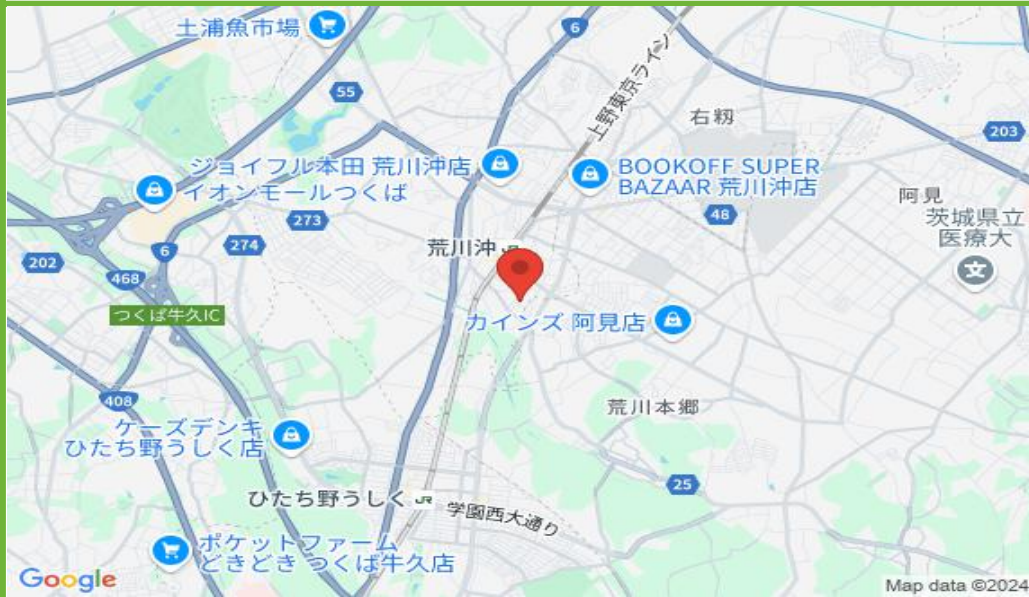 土浦魚市場
6
上野東京ライン
55
右籾
203
ジョイフル本田 荒川沖店
イオンモールつくば
BOOKOFF SUPER
BAZAAR 荒川沖店
阿見
茨城県立
医療大
文
273
48
274
6
荒川沖 JR
202
468
つくば牛久IC
カインズ 阿見店
408
荒川本郷
ケーズデンキ
ひたち野うしく店
25
ひたち野うしく JR
学園西大通り
ポケットファーム
どきどき つくば牛久店
Google
Map data ©2024